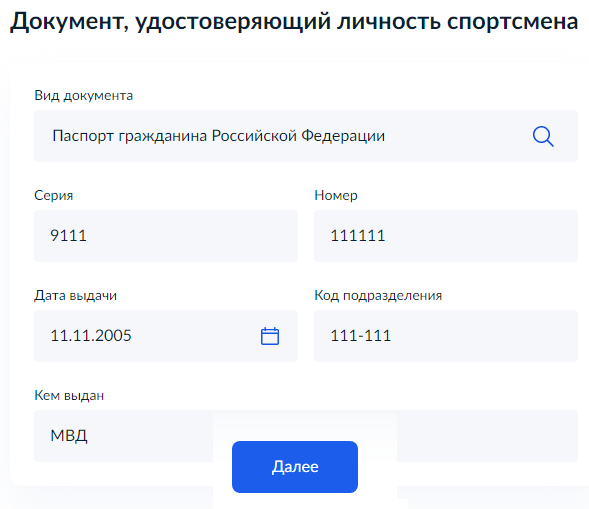 Документ, удостоверяющий личность спортсмена
Вид документа
Паспорт гражданина Российской Федерации
Серия
Номер
9111
111111
Дата выдачи
Код подразделения
11.11.2005
111-111
Кем выдан
МВД
Далее